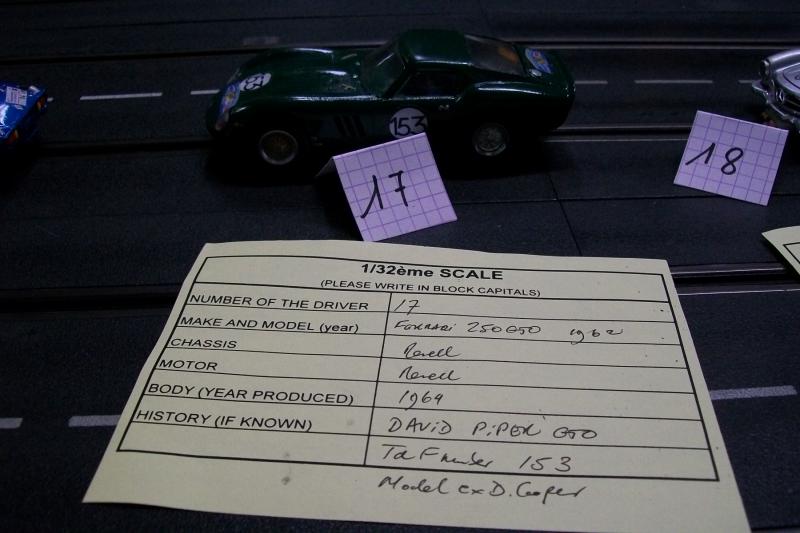 153
17
18
1/32ème SCALE
(PLEASE WRITE IN BLOCK CAPITALS)
NUMBER OF THE DRIVER 17
MAKE AND MODEL (year) FERRARI 250 GTO 1962
CHASSIS Revell
MOTOR Revell
BODY (YEAR PRODUCED) 1964
HISTORY (IF KNOWN) DAVID PIPER GTO
TdF number 153
Model ex D. Cooper